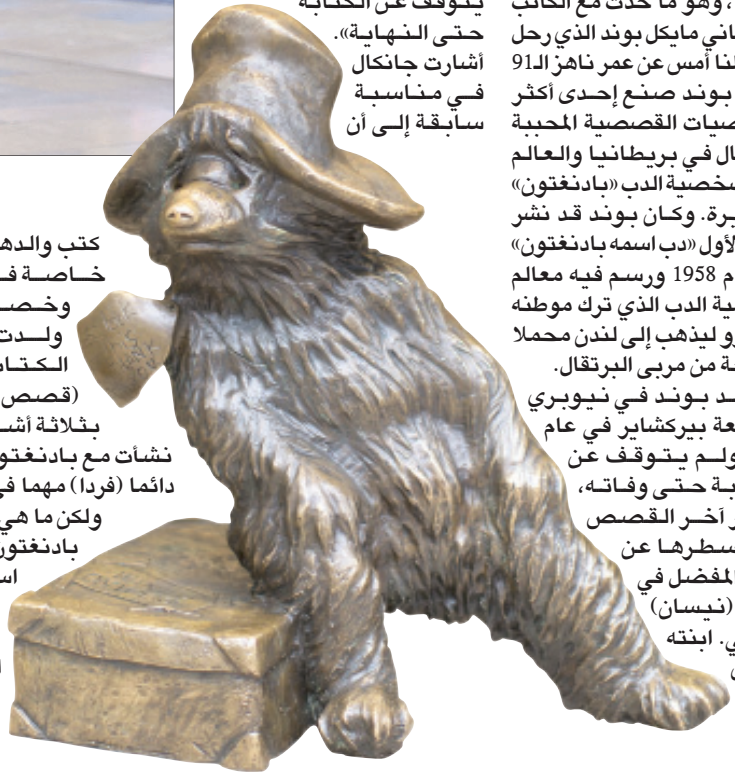 ، وهو ما حدث مع الكاتب
اني مايكل بوند الذي رحل
لنا أمس عن عمر ناهز الـ91
بوند صنع إحدى أكثر
صيات القصصية المحببة
ال في بريطانيا والعالم
شخصية الدب «بادنغتون»
يرة. وكان بوند قد نشر
لأول «دب اسمه بادنغتون»
م 1958 ورسم فيه معالم
ية الدب الذي ترك موطنه
رو ليذهب إلى لندن محملا
ة من مربى البرتقال.
ـد بوند في نيوبري
عة بيركشاير في عام
ولم يتوقف عن
بة حتى وفاته،
ر آخر القصص
سطرها عن
المفضل في
(نيسان)
ي. ابنته
يتوقف عن الكتابة
حتى النهاية».
أشارت جانكال
في مناسبة
سابقة إلى أن
كتب والده
خاصة ف
وخص
ولدت
الكتا
(قصص
بثلاثة أش
نشأت مع بادنغتو
دائما (فردا) مهما ف
ولكن ما هي
بادنغتور
اس